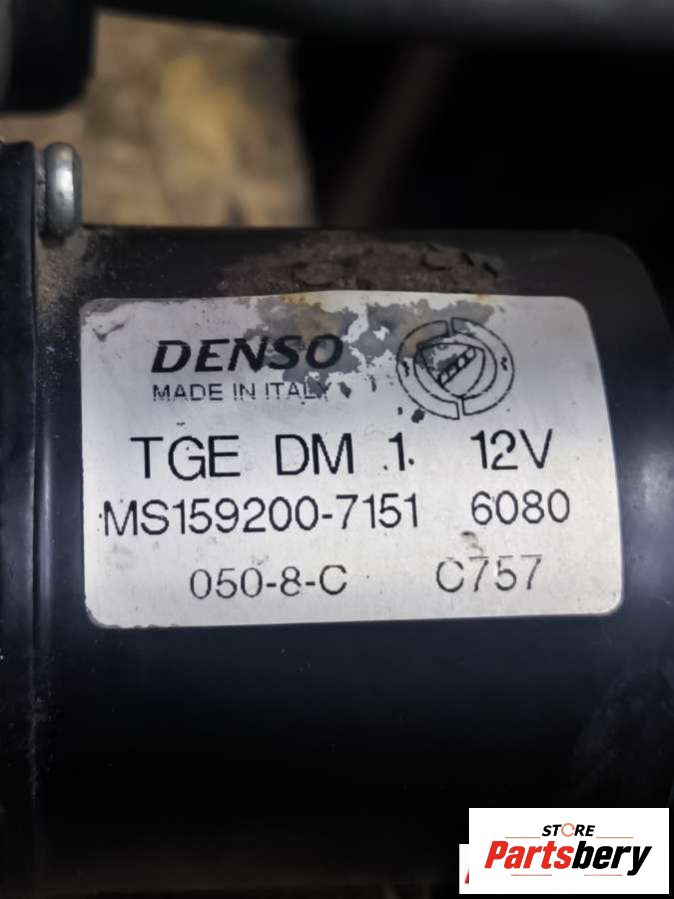 DENSO
MADE IN ITALY
TGE DM 1 12V
MS159200-7151 6080
050-8-C C757
STORE
Partsbery